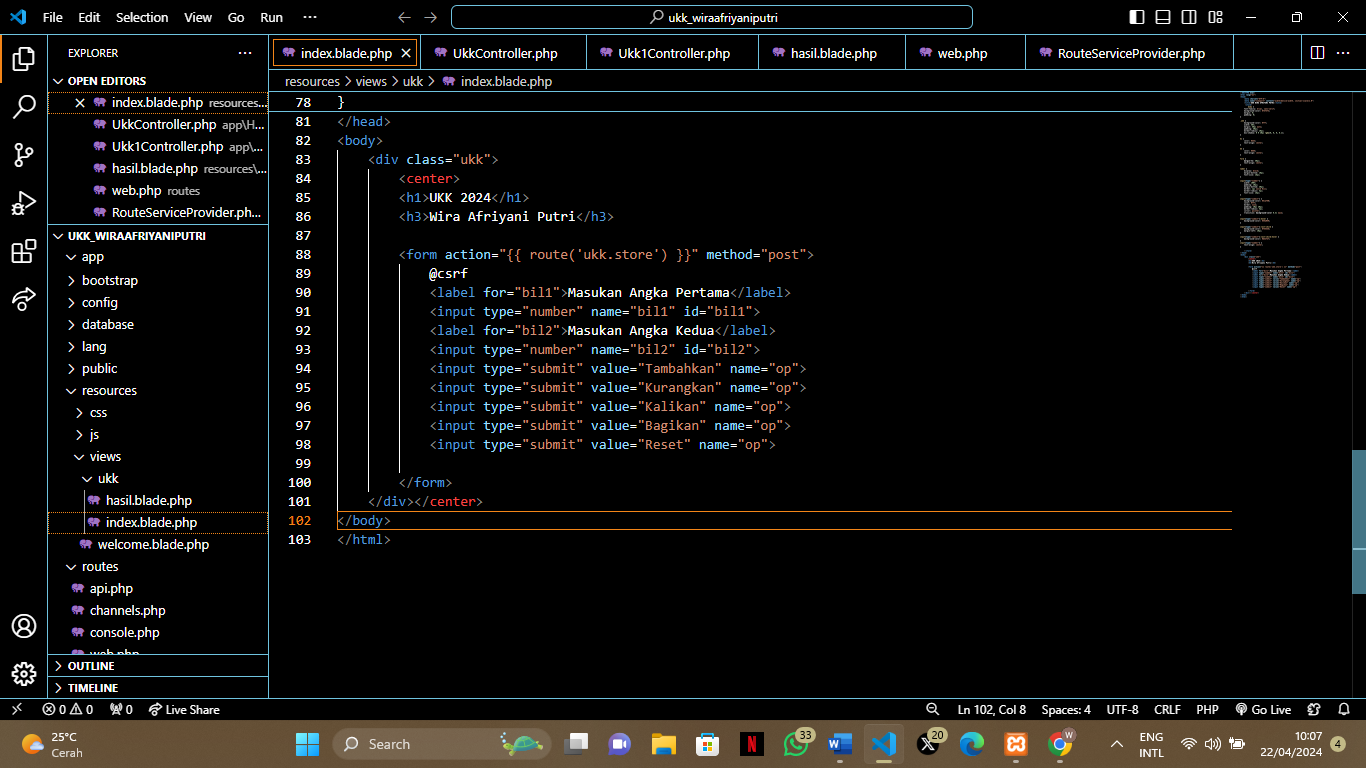 File Edit Selection View Go Run ··· ukk_wiraafriyaniputri
EXPLORER ···
OPEN EDITORS
index.blade.php resources...
UkkController.php app\H...
Ukk1Controller.php app\...
hasil.blade.php resources\...
web.php routes
RouteServiceProvider.ph...
UKK_WIRAAFRIYANIPUTRI
app
bootstrap
config
database
lang
public
resources
css
js
views
ukk
hasil.blade.php
index.blade.php
welcome.blade.php
routes
api.php
channels.php
console.php
web.php
OUTLINE
TIMELINE
index.blade.php UkkController.php Ukk1Controller.php hasil.blade.php web.php RouteServiceProvider.php ···
resources > views > ukk > index.blade.php
78 }
81 </head>
82 <body>
83 <div class="ukk">
84 <center>
85 <h1>UKK 2024</h1>
86 <h3>Wira Afriyani Putri</h3>
87
88 <form action="{{ route('ukk.store') }}" method="post">
89 @csrf
90 <label for="bil1">Masukan Angka Pertama</label>
91 <input type="number" name="bil1" id="bil1">
92 <label for="bil2">Masukan Angka Kedua</label>
93 <input type="number" name="bil2" id="bil2">
94 <input type="submit" value="Tambahkan" name="op">
95 <input type="submit" value="Kurangkan" name="op">
96 <input type="submit" value="Kalikan" name="op">
97 <input type="submit" value="Bagikan" name="op">
98 <input type="submit" value="Reset" name="op">
99
100 </form>
101 </div></center>
102 </body>
103 </html>
0 0 0 Live Share Ln 102, Col 8 Spaces: 4 UTF-8 CRLF PHP Go Live
25°C
Cerah
Search
33
20
W
ENG
INTL
10:07
22/04/2024
4